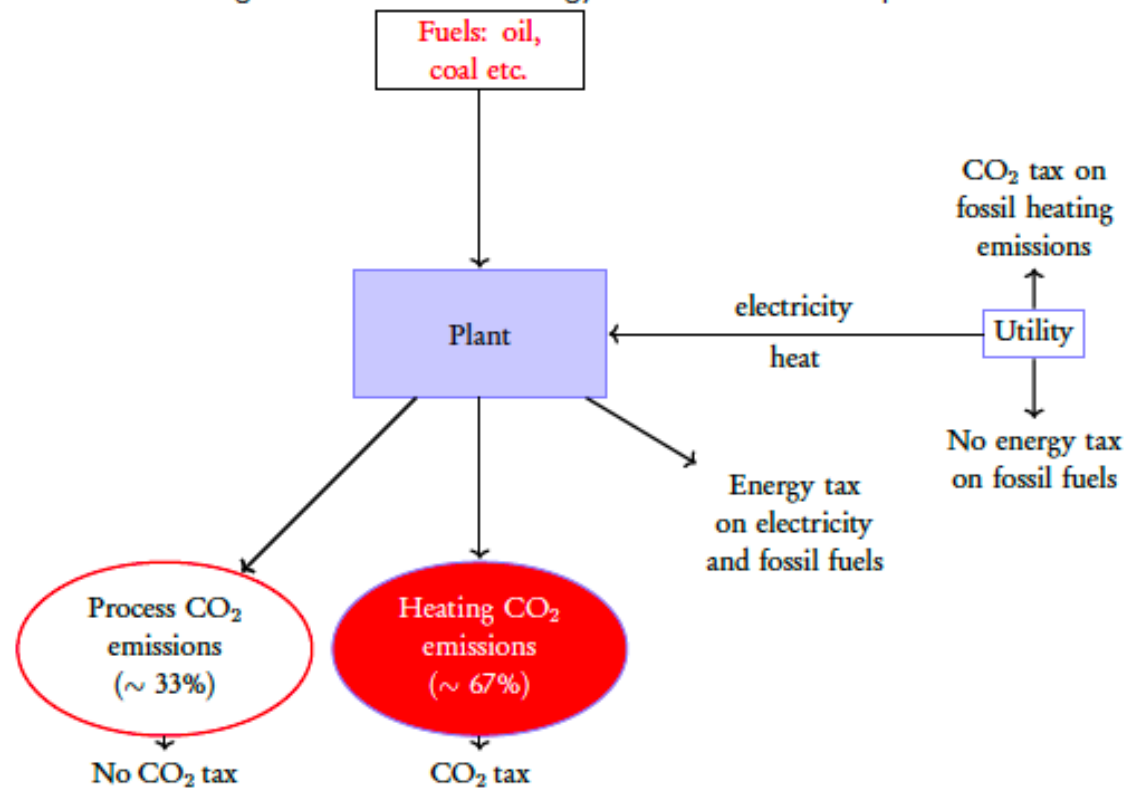 Fuels: oil,
coal etc.
CO₂ tax on
fossil heating
emissions
electricity
Plant
Utility
heat
No energy tax
on fossil fuels
Energy tax
on electricity
and fossil fuels
Process CO₂
emissions
(∼ 33%)
Heating CO₂
emissions
(∼ 67%)
No CO₂ tax
CO₂ tax